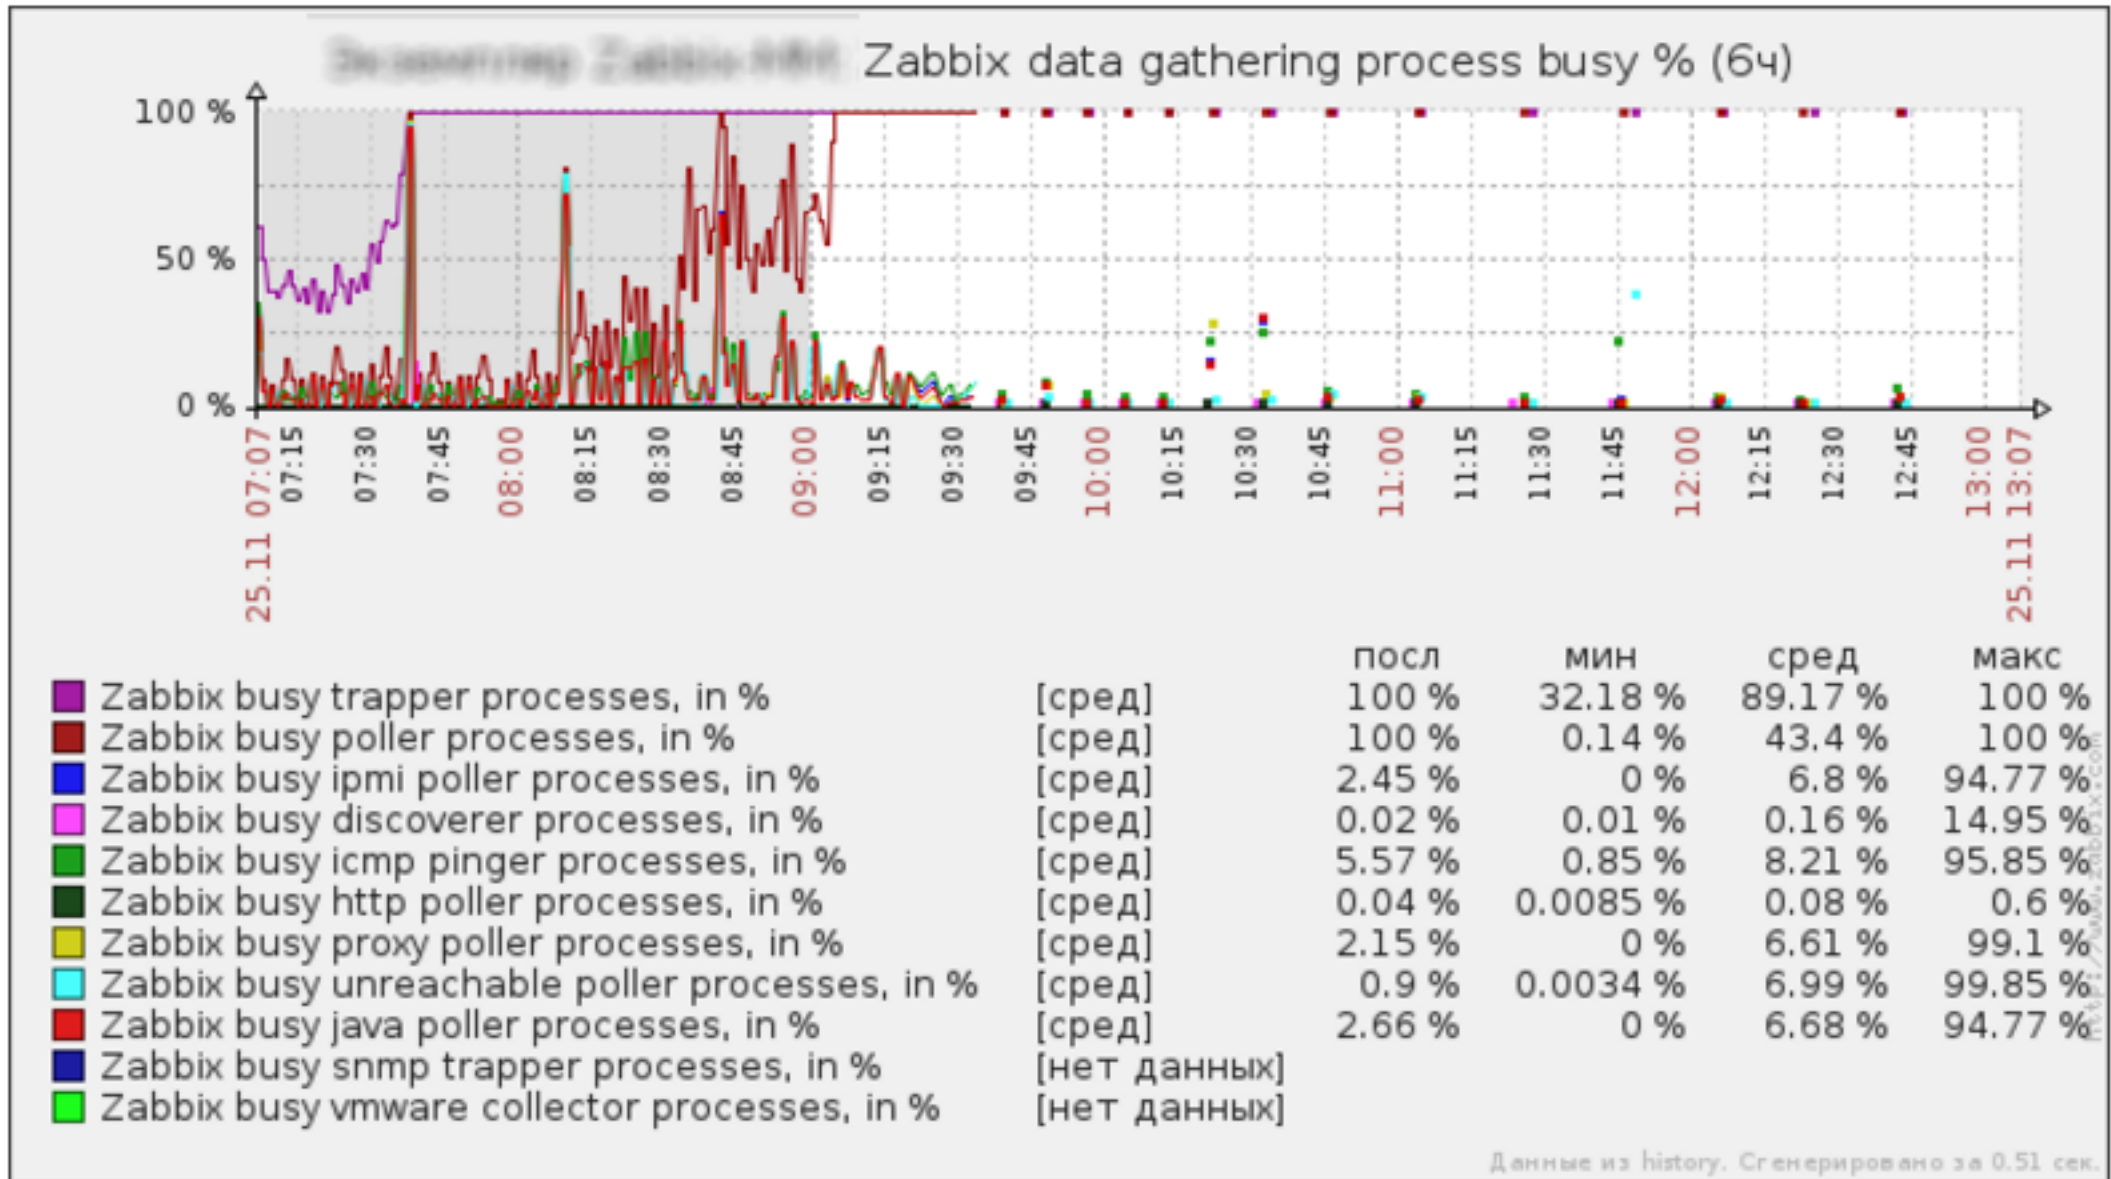 Zabbix data gathering process busy % (6ч)
100 %
50 %
0 %
25.11 07:07 07:15 07:30 07:45 08:00 08:15 08:30 08:45 09:00 09:15 09:30 09:45 10:00 10:15 10:30 10:45 11:00 11:15 11:30 11:45 12:00 12:15 12:30 12:45 13:00 25.11 13:07
посл мин сред макс
Zabbix busy trapper processes, in % [сред] 100 % 32.18 % 89.17 % 100 %
Zabbix busy poller processes, in % [сред] 100 % 0.14 % 43.4 % 100 %
Zabbix busy ipmi poller processes, in % [сред] 2.45 % 0 % 6.8 % 94.77 %
Zabbix busy discoverer processes, in % [сред] 0.02 % 0.01 % 0.16 % 14.95 %
Zabbix busy icmp pinger processes, in % [сред] 5.57 % 0.85 % 8.21 % 95.85 %
Zabbix busy http poller processes, in % [сред] 0.04 % 0.0085 % 0.08 % 0.6 %
Zabbix busy proxy poller processes, in % [сред] 2.15 % 0 % 6.61 % 99.1 %
Zabbix busy unreachable poller processes, in % [сред] 0.9 % 0.0034 % 6.99 % 99.85 %
Zabbix busy java poller processes, in % [сред] 2.66 % 0 % 6.68 % 94.77 %
Zabbix busy snmp trapper processes, in % [нет данных]
Zabbix busy vmware collector processes, in % [нет данных]
http://www.zabbix.com
Данные из history. Сгенерировано за 0.51 сек.